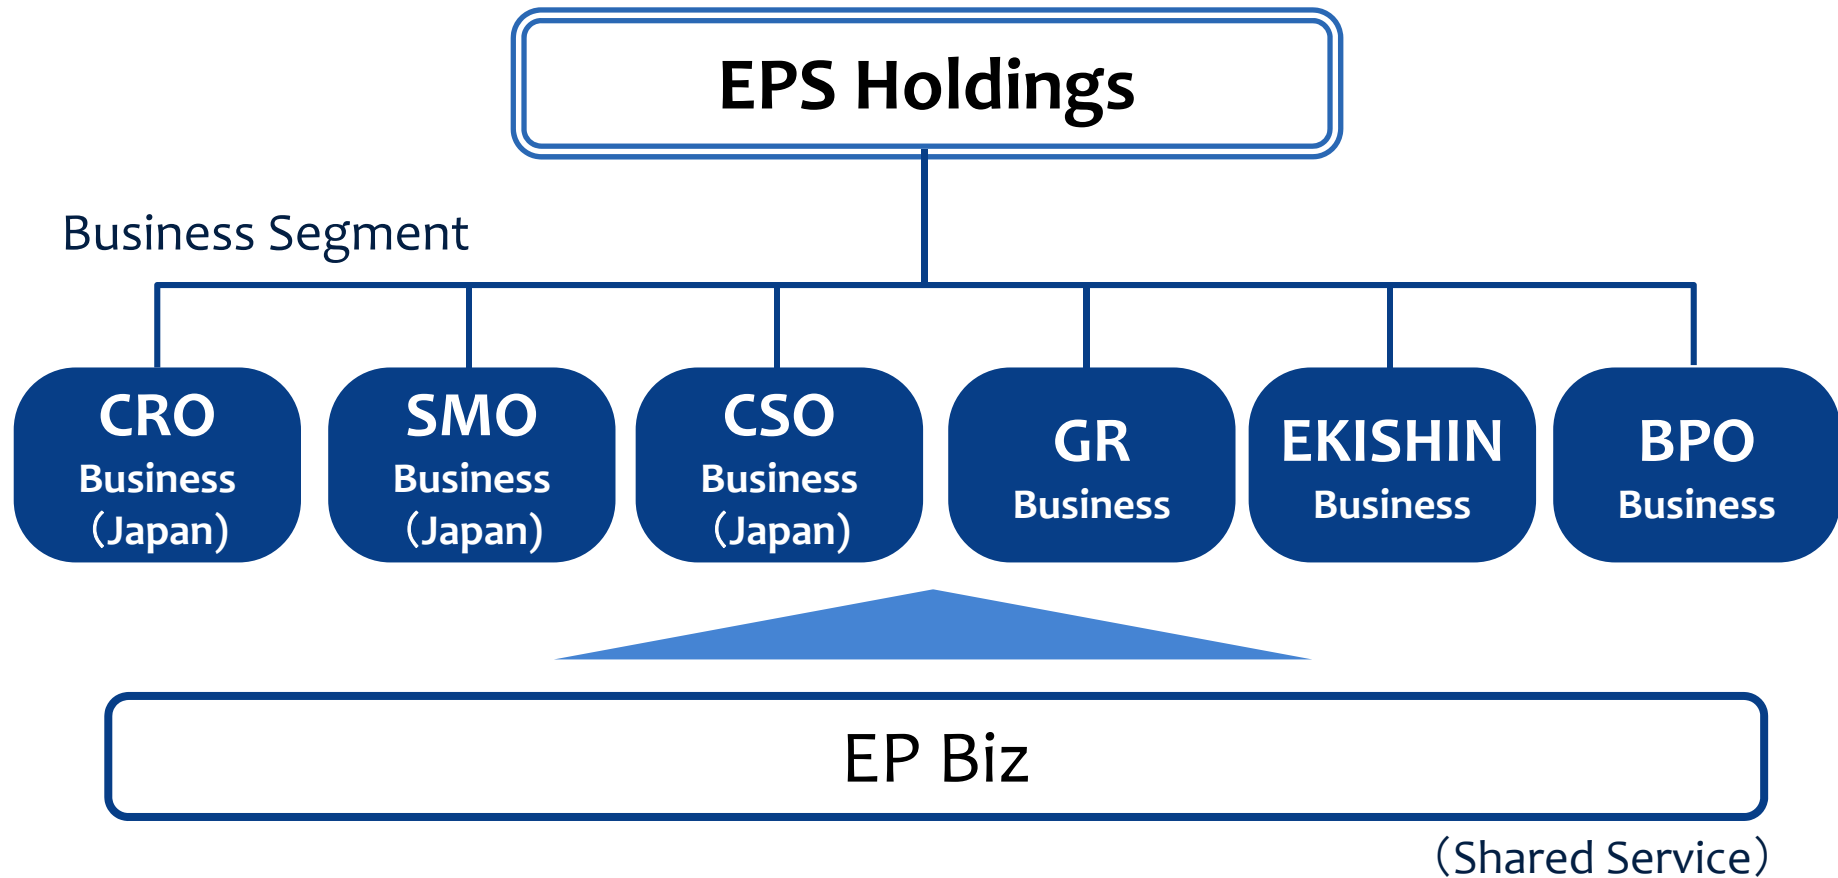 EPS Holdings
Business Segment
CRO
Business
（Japan)
SMO
Business
（Japan)
CSO
Business
（Japan)
GR
Business
EKISHIN
Business
BPO
Business
EP Biz
（Shared Service）